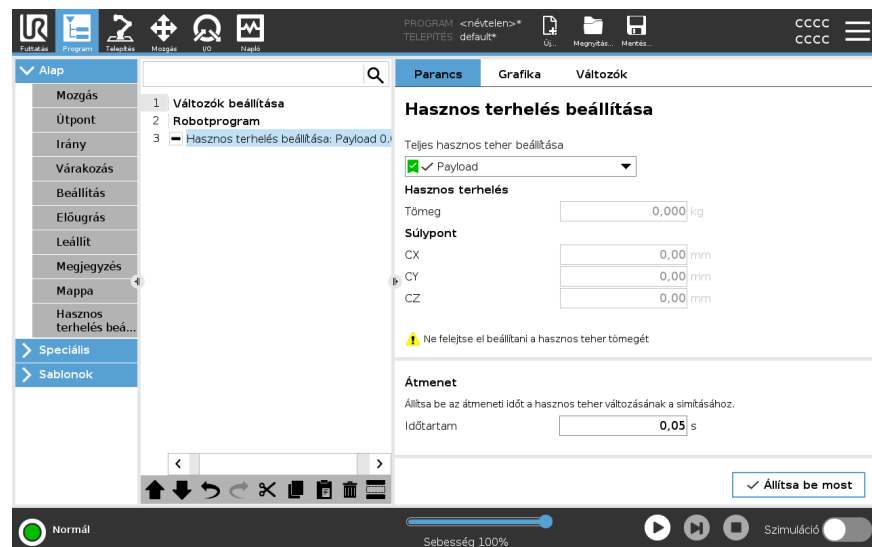 UR
Futtatás
Program
Telepítés
Mozgás
I/O
Napló
PROGRAM <névtelen>*
TELEPÍTÉS default*
Új...
Megnyitás...
Mentés...
CCCC
CCCC
Alap
Mozgás
Útpont
Irány
Várakozás
Beállítás
Előugrás
Leállít
Megjegyzés
Mappa
Hasznos
terhelés beá...
Speciális
Sablonok
1 Változók beállítása
2 Robotprogram
3 Hasznos terhelés beállítása: Payload 0.0
Parancs Grafika Változók
Hasznos terhelés beállítása
Teljes hasznos teher beállítása
Payload
Hasznos terhelés
Tömeg 0,000 kg
Súlypont
CX 0,00 mm
CY 0,00 mm
CZ 0,00 mm
Ne felejtse el beállítani a hasznos teher tömegét
Átmenet
Állítsa be az átmeneti időt a hasznos teher változásának a simításához.
Időtartam 0,05 s
Állítsa be most
Normál
Sebesség 100%
Szimuláció